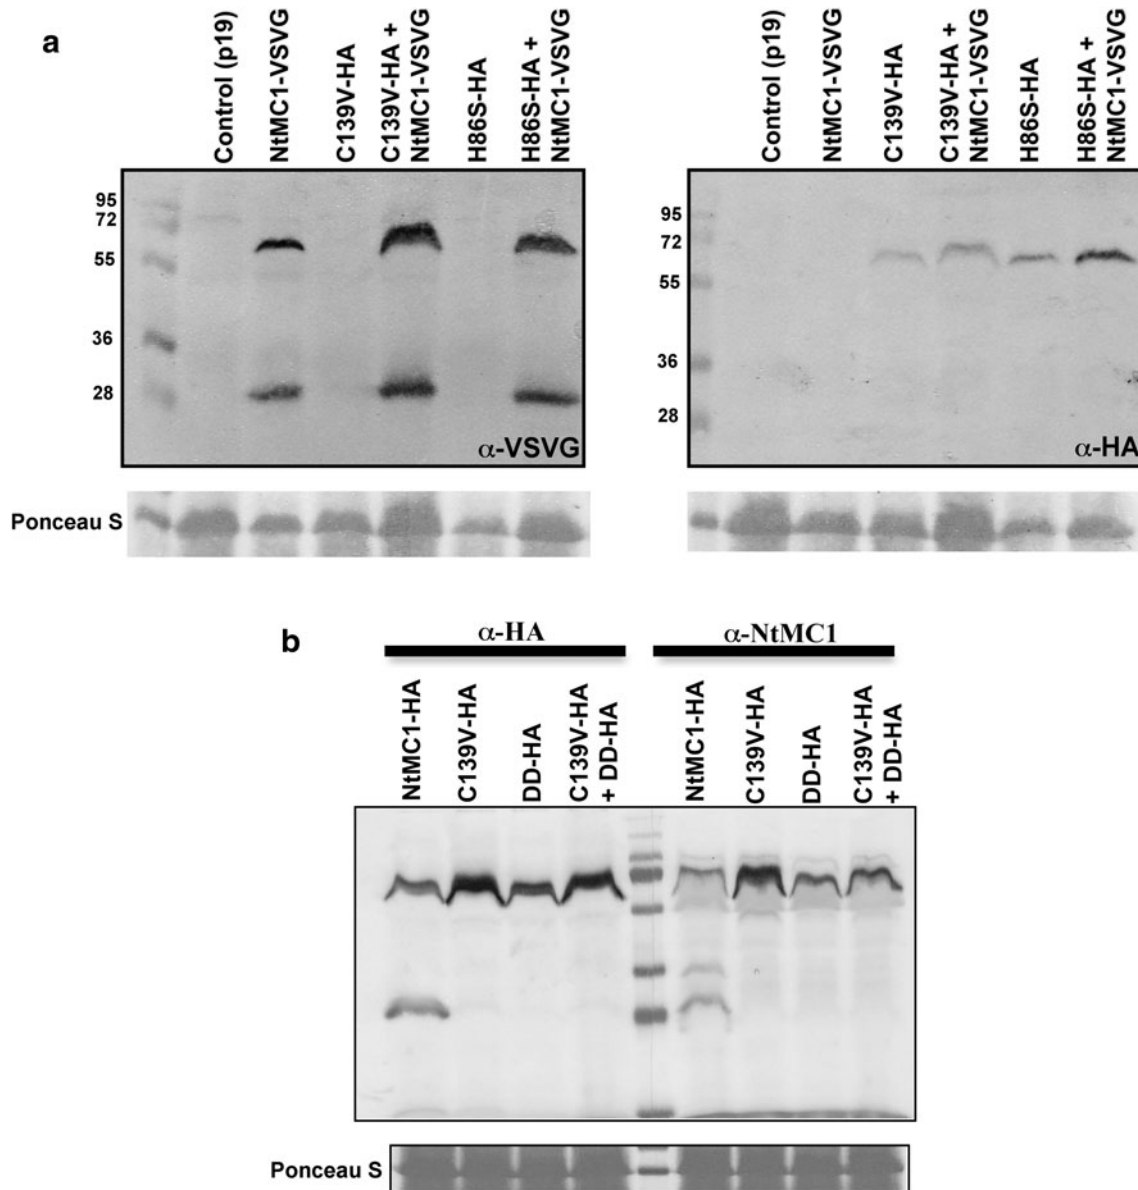 a
Control (p19)
NtMC1-VSVG
C139V-HA
C139V-HA +
NtMC1-VSVG
H86S-HA
H86S-HA +
NtMC1-VSVG
95
72
55
36
28
α-VSVG
Ponceau S
Control (p19)
NtMC1-VSVG
C139V-HA
C139V-HA +
NtMC1-VSVG
H86S-HA
H86S-HA +
NtMC1-VSVG
95
72
55
36
28
α-HA
b
α-HA
α-NtMC1
NtMC1-HA
C139V-HA
DD-HA
C139V-HA
+ DD-HA
NtMC1-HA
C139V-HA
DD-HA
C139V-HA
+ DD-HA
Ponceau S